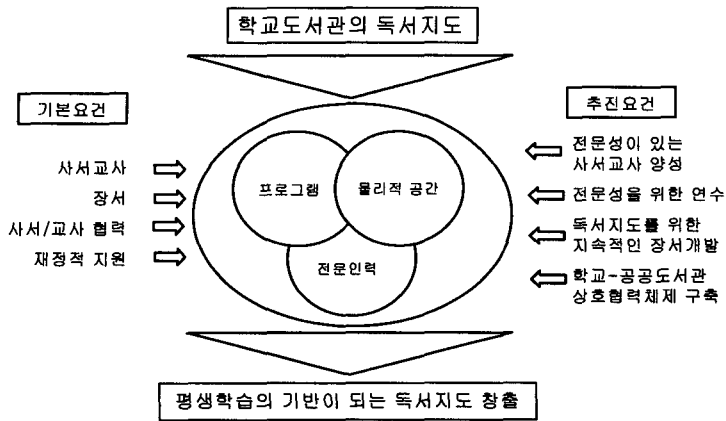 학교도서관의 독서지도
기본요건
사서교사
장서
사서/교사 협력
재정적 지원
프로그램
물리적 공간
전문인력
추진요건
전문성이 있는
사서교사 양성
전문성을 위한 연수
독서지도를 위한
지속적인 장서개발
학교-공공도서관
상호협력체제 구축
평생학습의 기반이 되는 독서지도 창출